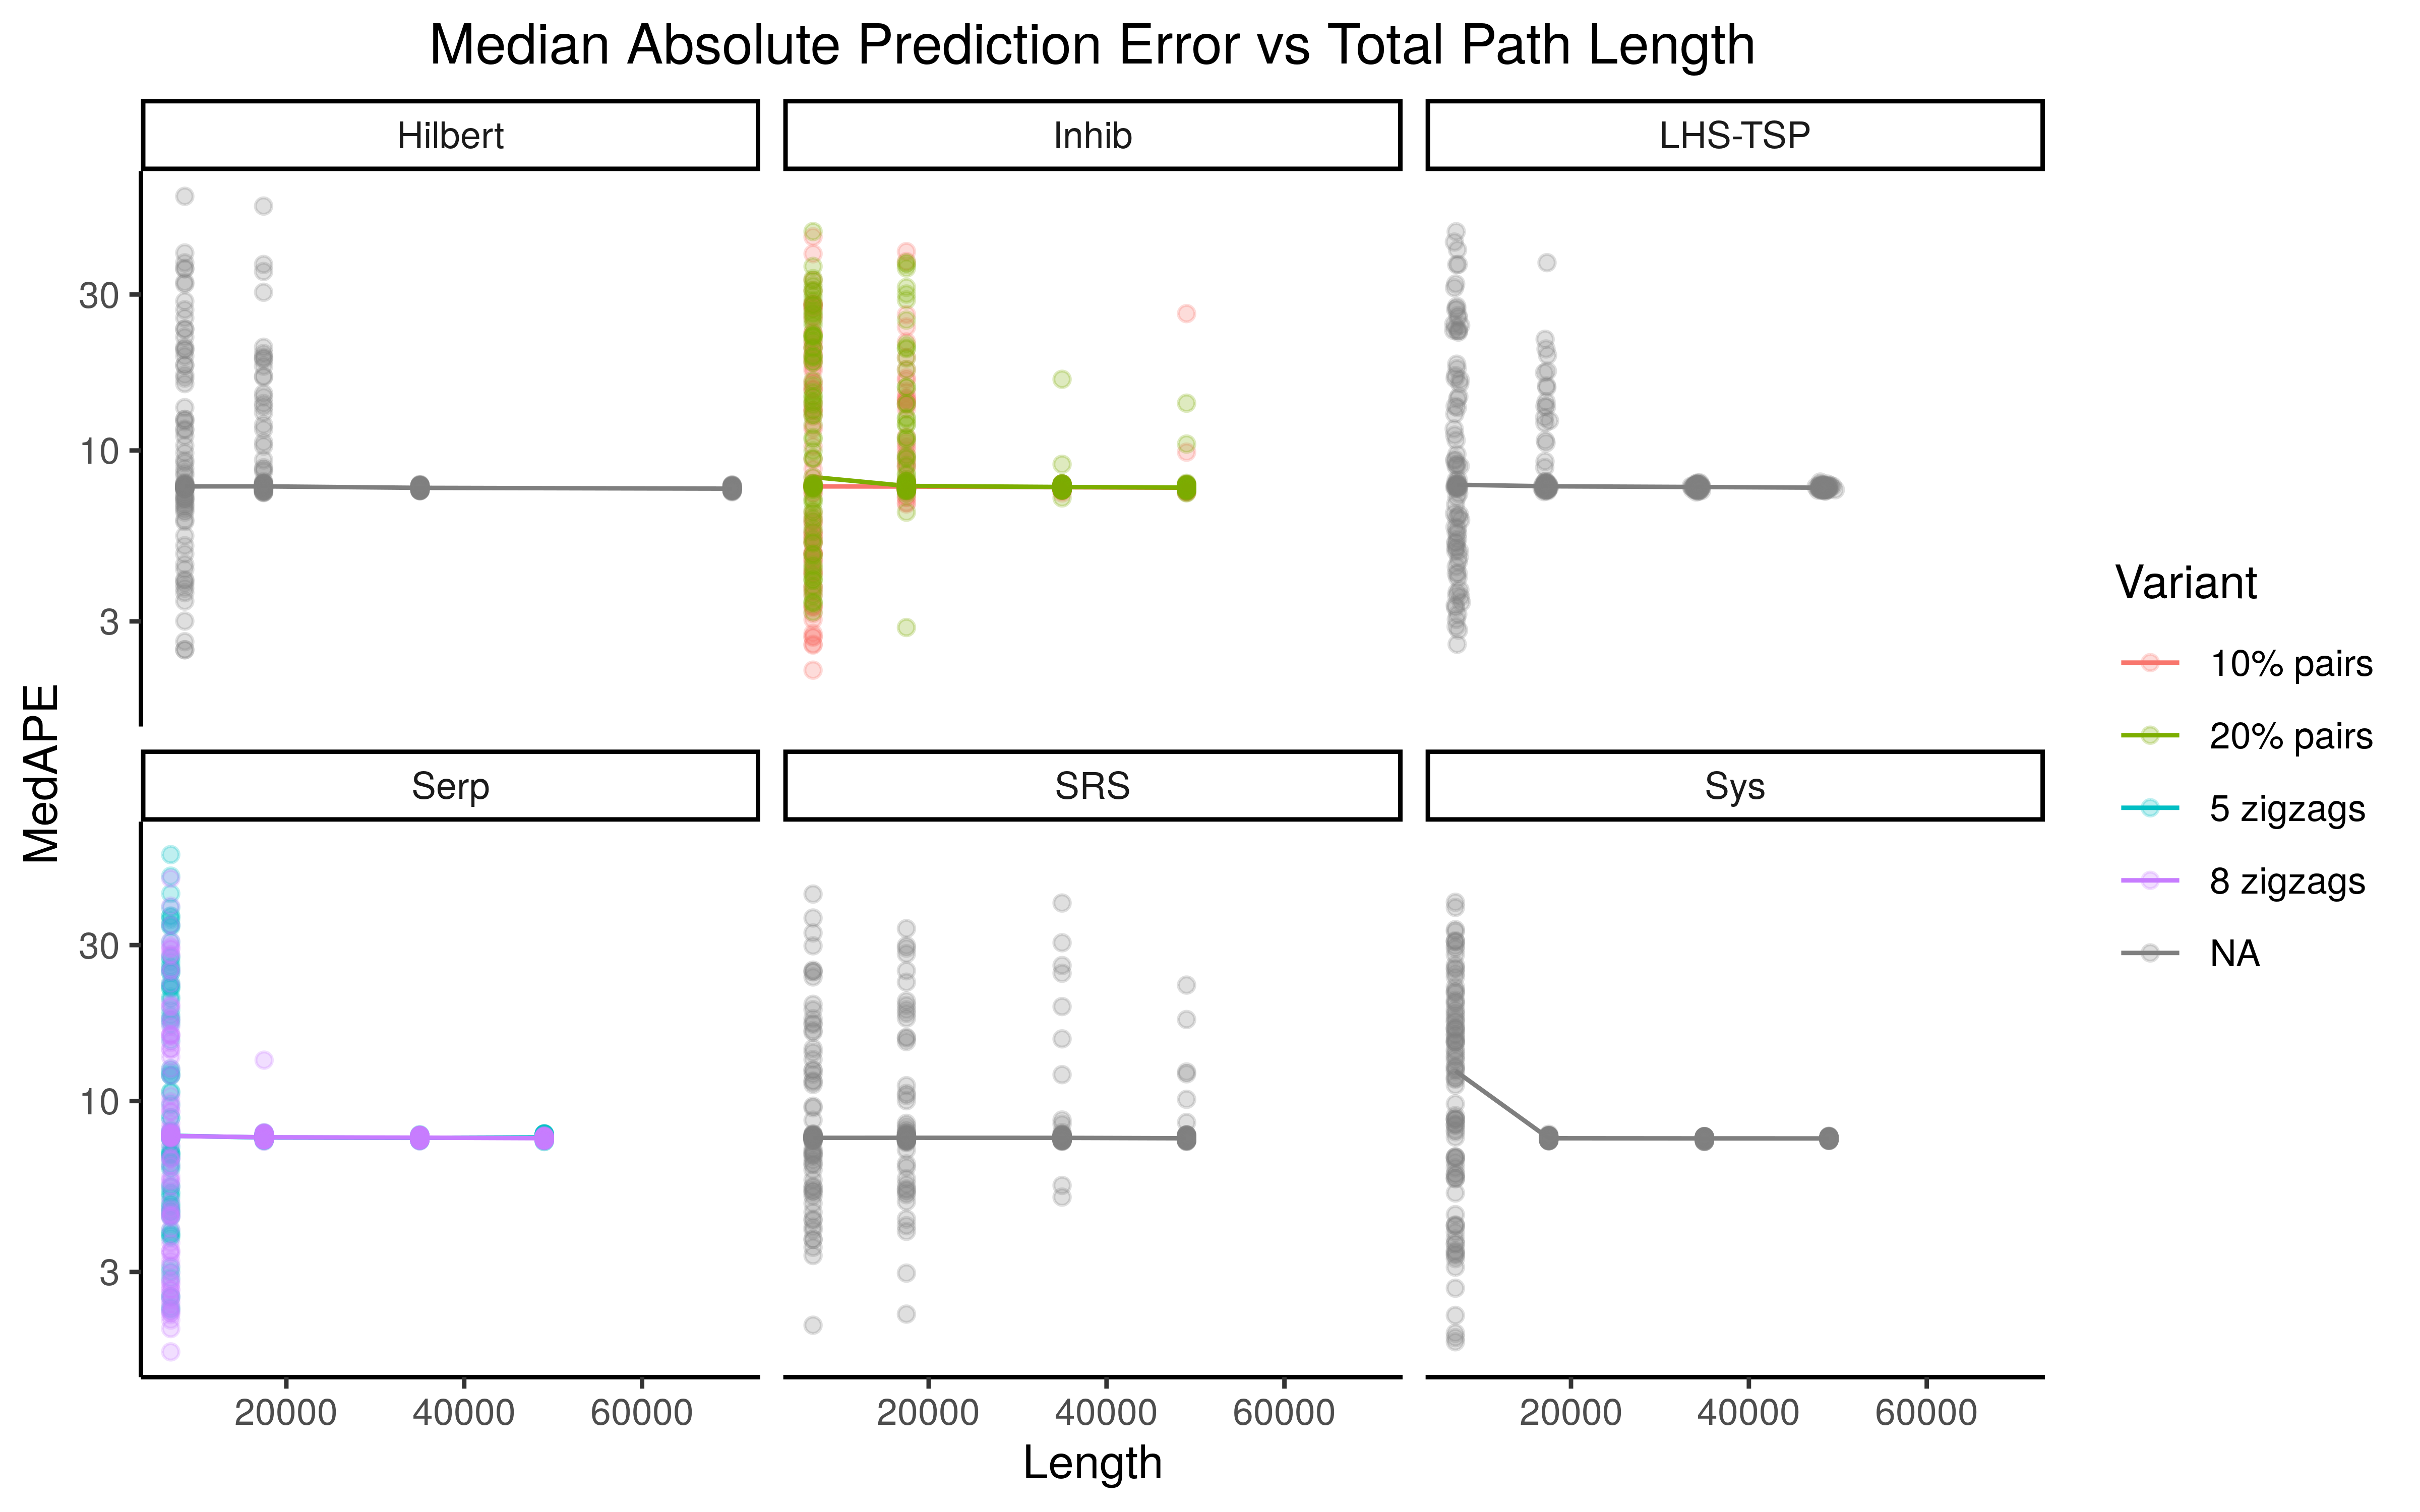 Median Absolute Prediction Error vs Total Path Length
Hilbert
Inhib
LHS-TSP
30
10
3
Serp
SRS
Sys
30
10
3
MedAPE
20000
40000
60000
20000
40000
60000
20000
40000
60000
Length
Variant
10% pairs
20% pairs
5 zigzags
8 zigzags
NA